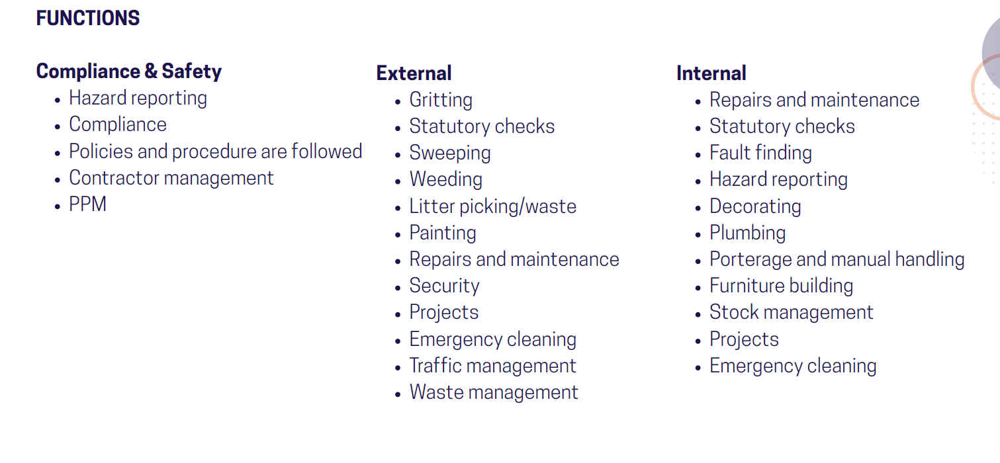 FUNCTIONS
Compliance & Safety
Hazard reporting
Compliance
Policies and procedure are followed
Contractor management
PPM
External
Gritting
Statutory checks
Sweeping
Weeding
Litter picking/waste
Painting
Repairs and maintenance
Security
Projects
Emergency cleaning
Traffic management
Waste management
Internal
Repairs and maintenance
Statutory checks
Fault finding
Hazard reporting
Decorating
Plumbing
Porterage and manual handling
Furniture building
Stock management
Projects
Emergency cleaning